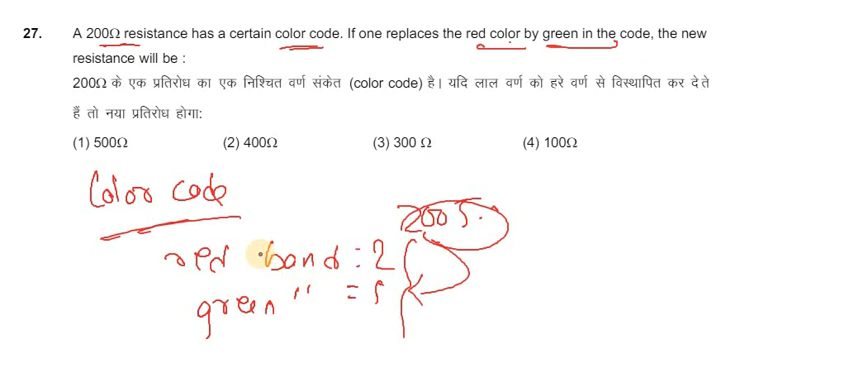 27. A 200Ω resistance has a certain color code. If one replaces the red color by green in the code, the new
resistance will be :
200Ω के एक प्रतिरोध का एक निश्चित वर्ण संकेत (color code) है। यदि लाल वर्ण को हरे वर्ण से विस्थापित कर देते
हैं तो नया प्रतिरोध होगा:
(1) 500Ω (2) 400Ω (3) 300 Ω (4) 100Ω
Color code
200
red band : 2
green " = 5